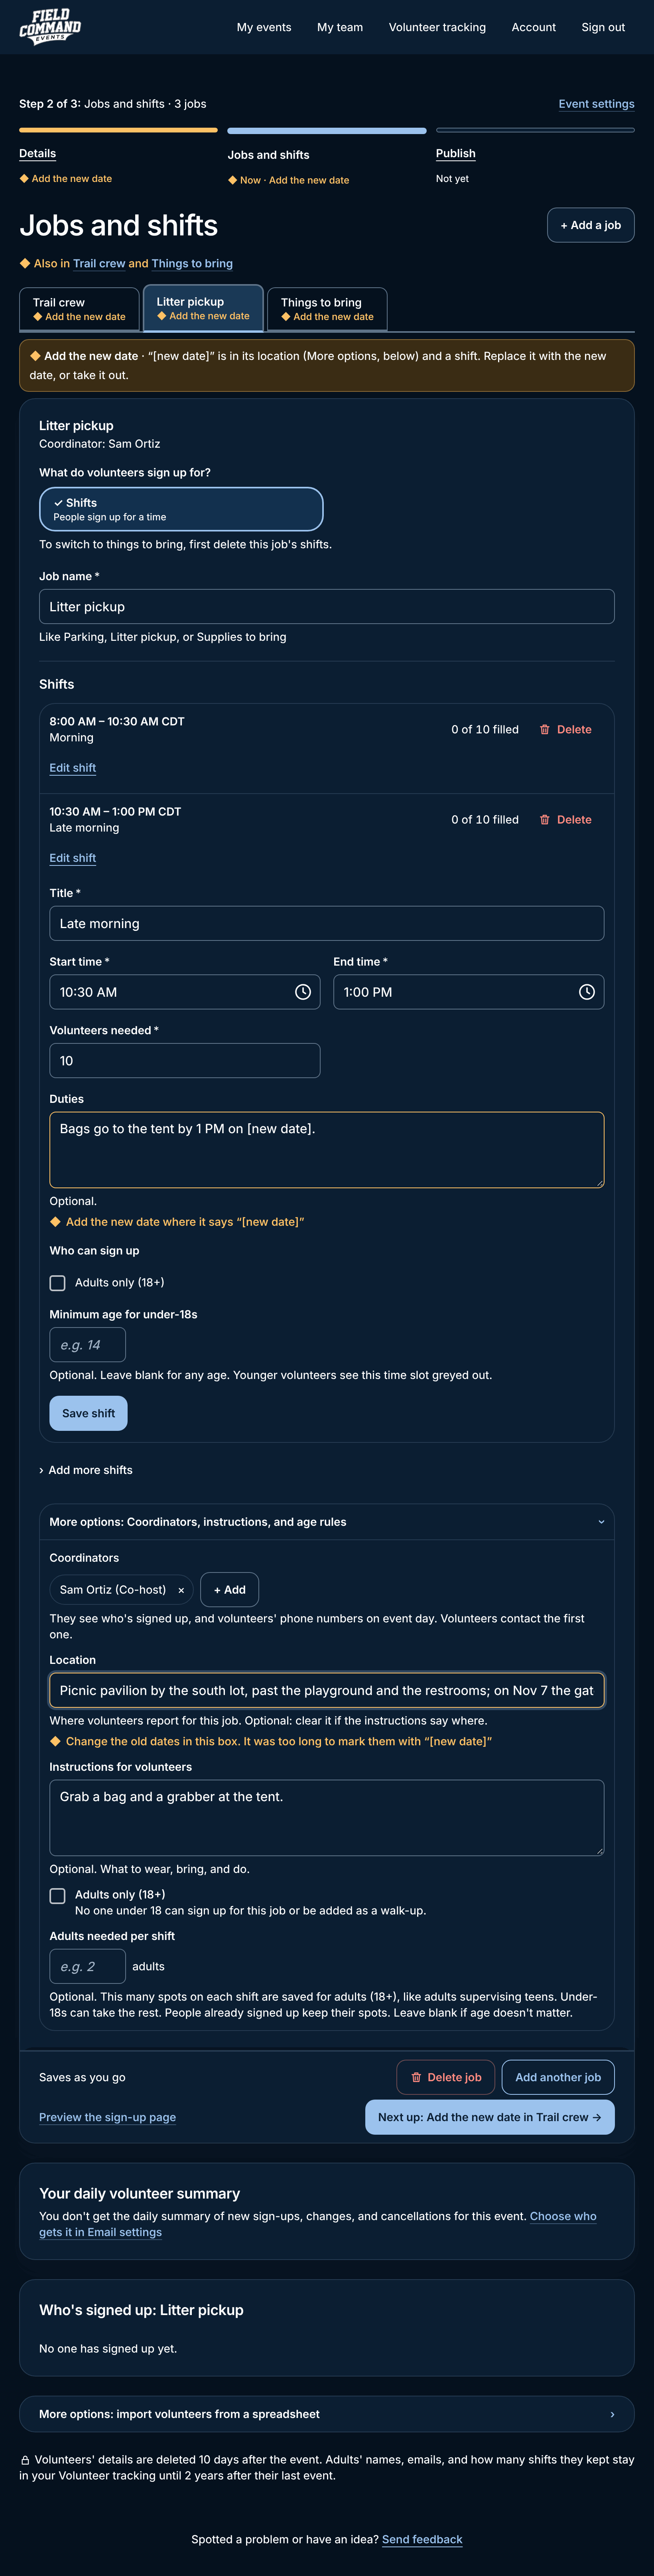 FIELD
COMMAND
EVENTS
My events
My team
Volunteer tracking
Account
Sign out
Step 2 of 3: Jobs and shifts · 3 jobs
Event settings
Details
◆ Add the new date
Jobs and shifts
◆ Now · Add the new date
Publish
Not yet
Jobs and shifts
+ Add a job
◆ Also in Trail crew and Things to bring
Trail crew
◆ Add the new date
Litter pickup
◆ Add the new date
Things to bring
◆ Add the new date
◆ Add the new date · “[new date]” is in its location (More options, below) and a shift. Replace it with the new
date, or take it out.
Litter pickup
Coordinator: Sam Ortiz
What do volunteers sign up for?
✓ Shifts
People sign up for a time
To switch to things to bring, first delete this job's shifts.
Job name *
Litter pickup
Like Parking, Litter pickup, or Supplies to bring
Shifts
8:00 AM – 10:30 AM CDT
Morning
0 of 10 filled
Delete
Edit shift
10:30 AM – 1:00 PM CDT
Late morning
0 of 10 filled
Delete
Edit shift
Title *
Late morning
Start time *
End time *
10:30 AM
1:00 PM
Volunteers needed *
10
Duties
Bags go to the tent by 1 PM on [new date].
Optional.
◆ Add the new date where it says “[new date]”
Who can sign up
Adults only (18+)
Minimum age for under-18s
e.g. 14
Optional. Leave blank for any age. Younger volunteers see this time slot greyed out.
Save shift
› Add more shifts
More options: Coordinators, instructions, and age rules
Coordinators
Sam Ortiz (Co-host) ×
+ Add
They see who's signed up, and volunteers' phone numbers on event day. Volunteers contact the first
one.
Location
Picnic pavilion by the south lot, past the playground and the restrooms; on Nov 7 the gat
Where volunteers report for this job. Optional: clear it if the instructions say where.
◆ Change the old dates in this box. It was too long to mark them with “[new date]”
Instructions for volunteers
Grab a bag and a grabber at the tent.
Optional. What to wear, bring, and do.
Adults only (18+)
No one under 18 can sign up for this job or be added as a walk-up.
Adults needed per shift
e.g. 2
adults
Optional. This many spots on each shift are saved for adults (18+), like adults supervising teens. Under-
18s can take the rest. People already signed up keep their spots. Leave blank if age doesn't matter.
Saves as you go
Delete job
Add another job
Preview the sign-up page
Next up: Add the new date in Trail crew →
Your daily volunteer summary
You don't get the daily summary of new sign-ups, changes, and cancellations for this event. Choose who
gets it in Email settings
Who's signed up: Litter pickup
No one has signed up yet.
More options: import volunteers from a spreadsheet ›
Volunteers' details are deleted 10 days after the event. Adults' names, emails, and how many shifts they kept stay
in your Volunteer tracking until 2 years after their last event.
Spotted a problem or have an idea? Send feedback